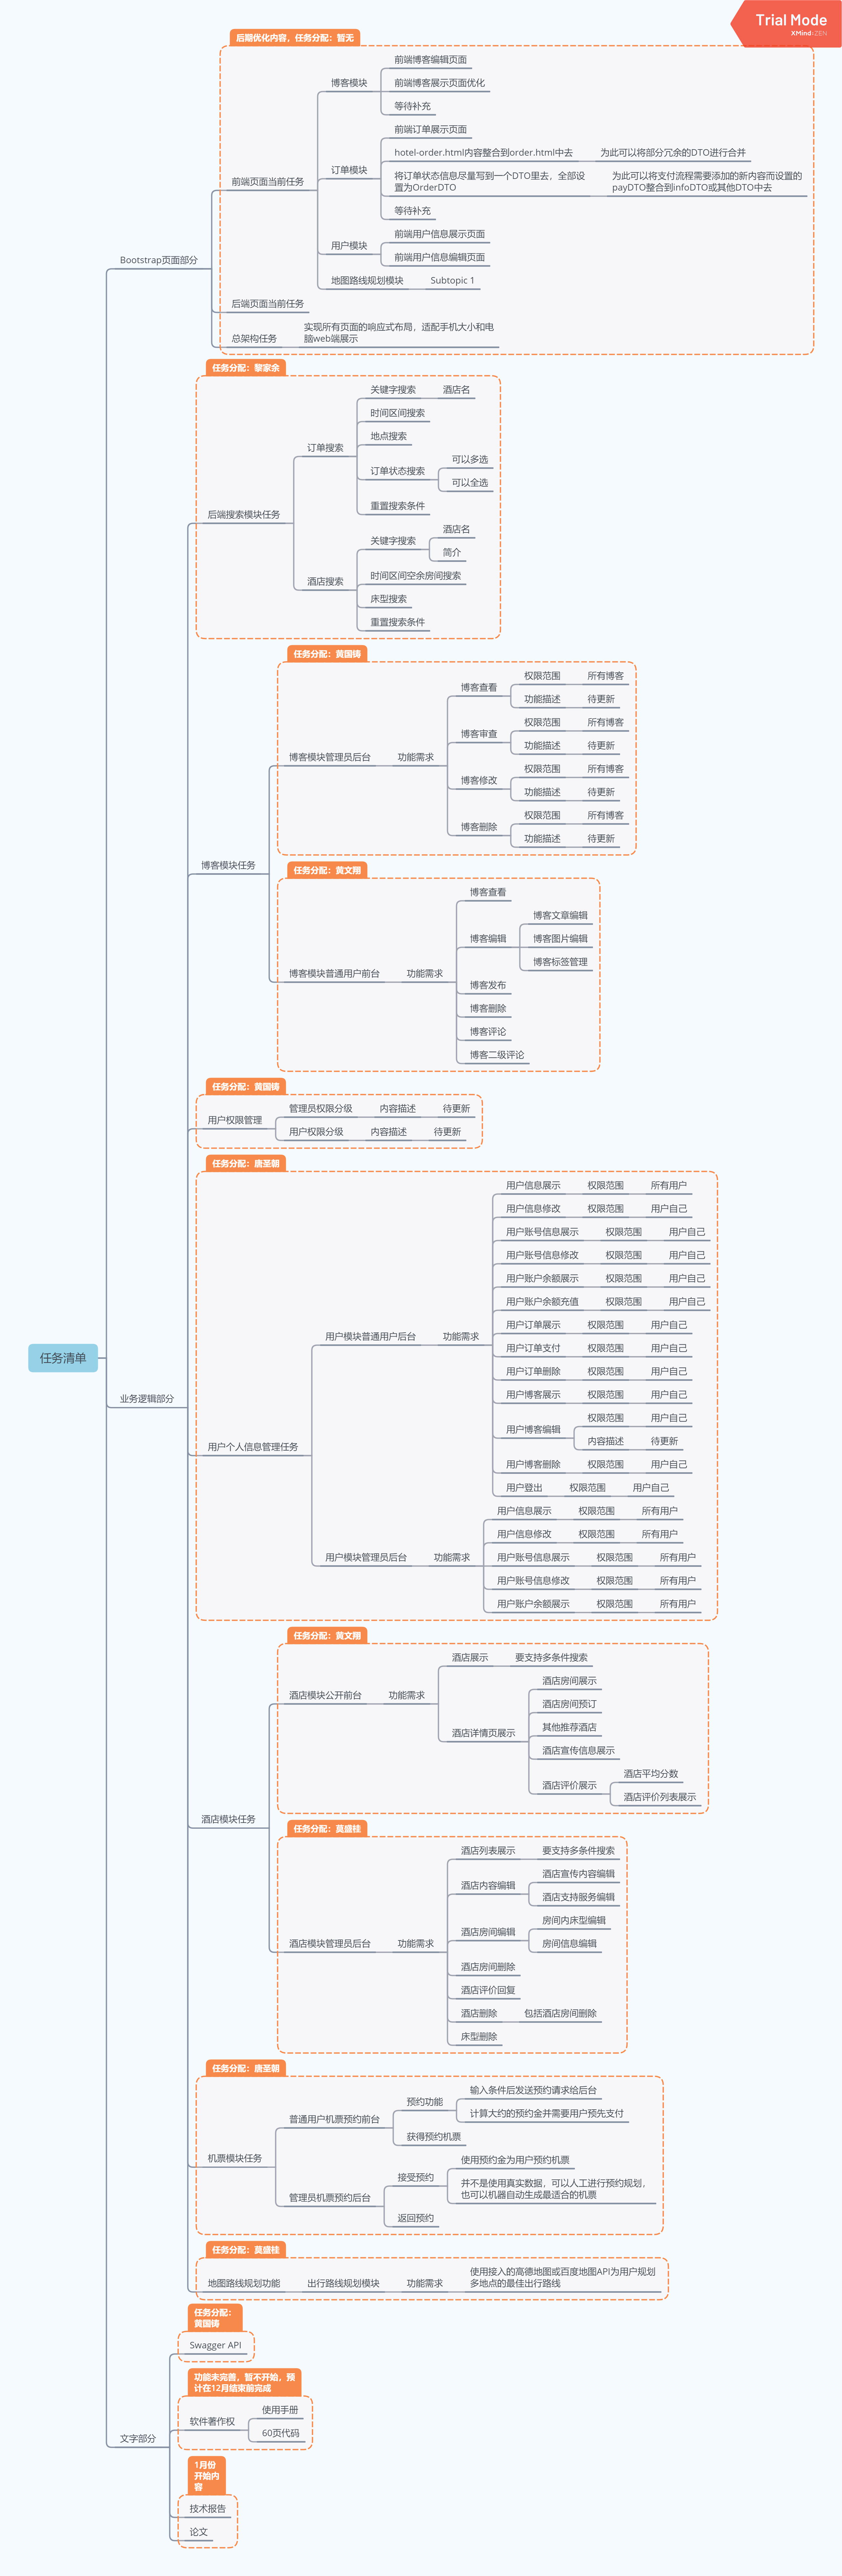 Trial Mode
XMind:ZEN
后期优化内容，任务分配：暂无
前端博客编辑页面
博客模块
前端博客展示页面优化
等待补充
前端订单展示页面
hotel-order.html内容整合到order.html中去
为此可以将部分冗余的DTO进行合并
订单模块
将订单状态信息尽量写到一个DTO里去，全部设
置为OrderDTO
为此可以将支付流程需要添加的新内容而设置的
payDTO整合到infoDTO或其他DTO中去
前端页面当前任务
等待补充
前端用户信息展示页面
用户模块
前端用户信息编辑页面
Bootstrap页面部分
地图路线规划模块
Subtopic 1
后端页面当前任务
总架构任务
实现所有页面的响应式布局，适配手机大小和电
脑web端展示
任务分配：黎家余
关键字搜索
酒店名
时间区间搜索
地点搜索
订单搜索
订单状态搜索
可以多选
可以全选
重置搜索条件
后端搜索模块任务
关键字搜索
酒店名
简介
时间区间空余房间搜索
酒店搜索
床型搜索
重置搜索条件
任务分配：黄国铸
博客查看
权限范围
所有博客
功能描述
待更新
博客审查
权限范围
所有博客
功能描述
待更新
博客模块管理员后台
功能需求
博客修改
权限范围
所有博客
功能描述
待更新
博客删除
权限范围
所有博客
功能描述
待更新
博客模块任务
任务分配：黄文翔
博客查看
博客编辑
博客文章编辑
博客图片编辑
博客标签管理
博客模块普通用户前台
功能需求
博客发布
博客删除
博客评论
博客二级评论
任务分配：黄国铸
用户权限管理
管理员权限分级
内容描述
待更新
用户权限分级
内容描述
待更新
任务分配：唐圣朝
用户信息展示
权限范围
所有用户
用户信息修改
权限范围
用户自己
用户账号信息展示
权限范围
用户自己
用户账号信息修改
权限范围
用户自己
用户账户余额展示
权限范围
用户自己
用户账户余额充值
权限范围
用户自己
用户订单展示
权限范围
用户自己
用户模块普通用户后台
功能需求
用户订单支付
权限范围
用户自己
用户订单删除
权限范围
用户自己
用户博客展示
权限范围
用户自己
用户博客编辑
权限范围
用户自己
内容描述
待更新
用户博客删除
权限范围
用户自己
用户登出
权限范围
用户自己
任务清单
业务逻辑部分
用户个人信息管理任务
用户信息展示
权限范围
所有用户
用户信息修改
权限范围
所有用户
用户模块管理员后台
功能需求
用户账号信息展示
权限范围
所有用户
用户账号信息修改
权限范围
所有用户
用户账户余额展示
权限范围
所有用户
任务分配：黄文翔
酒店展示
要支持多条件搜索
酒店模块公开前台
功能需求
酒店详情页展示
酒店房间展示
酒店房间预订
其他推荐酒店
酒店宣传信息展示
酒店评价展示
酒店平均分数
酒店评价列表展示
酒店模块任务
任务分配：莫盛桂
酒店列表展示
要支持多条件搜索
酒店内容编辑
酒店宣传内容编辑
酒店支持服务编辑
酒店房间编辑
房间内床型编辑
房间信息编辑
酒店模块管理员后台
功能需求
酒店房间删除
酒店评价回复
酒店删除
包括酒店房间删除
床型删除
任务分配：唐圣朝
普通用户机票预约前台
预约功能
输入条件后发送预约请求给后台
计算大约的预约金并需要用户预先支付
获得预约机票
机票模块任务
管理员机票预约后台
接受预约
使用预约金为用户预约机票
并不是使用真实数据，可以人工进行预约规划，
也可以机器自动生成最适合的机票
返回预约
任务分配：莫盛桂
地图路线规划功能
出行路线规划模块
功能需求
使用接入的高德地图或百度地图API为用户规划
多地点的最佳出行路线
任务分配：
黄国铸
Swagger API
功能未完善，暂不开始，预
计在12月结束前完成
软件著作权
使用手册
60页代码
文字部分
1月份
开始内
容
技术报告
论文